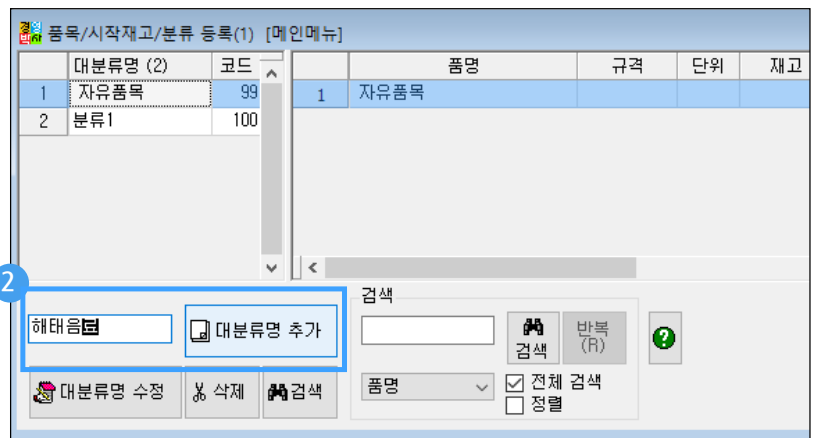 품목/시작재고/분류 등록(1) [메인메뉴]
대분류명 (2) 코드
품명 규격 단위 재고
1 자유품목 99
1 자유품목
2 분류1 100
2
해태음료 대분류명 추가
검색
검색 반복 (R)
대분류명 수정 삭제 검색
품명 전체 검색
정렬